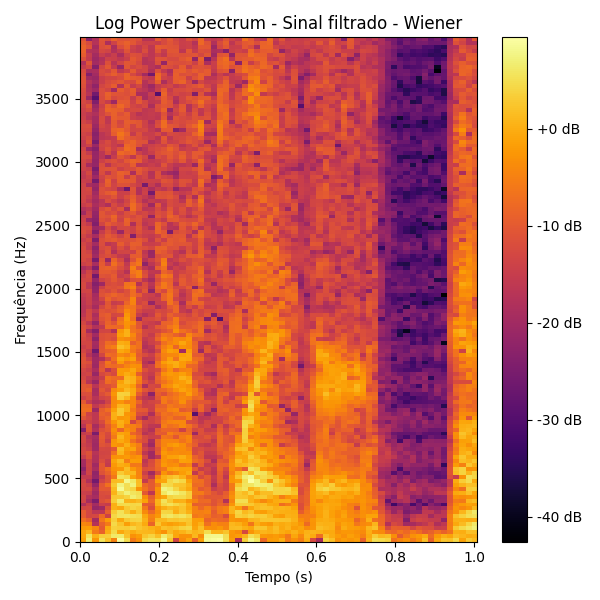 Log Power Spectrum - Sinal filtrado - Wiener
Frequência (Hz)
3500
3000
2500
2000
1500
1000
500
0
0.0 0.2 0.4 0.6 0.8 1.0
Tempo (s)
+0 dB
-10 dB
-20 dB
-30 dB
-40 dB